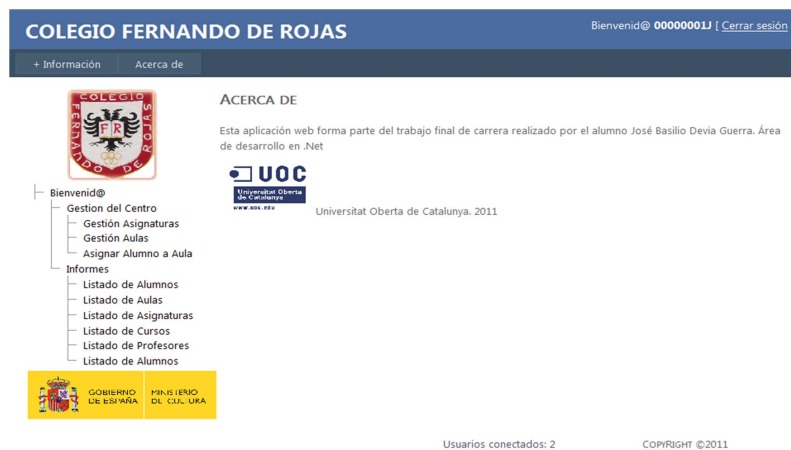 COLEGIO FERNANDO DE ROJAS
Bienvenid@ 00000001J [ Cerrar sesión
+ Información
Acerca de
COLEGIO
FERNANDO DE ROJAS
FR
Bienvenid@
Gestion del Centro
Gestión Asignaturas
Gestión Aulas
Asignar Alumno a Aula
Informes
Listado de Alumnos
Listado de Aulas
Listado de Asignaturas
Listado de Cursos
Listado de Profesores
Listado de Alumnos
GOBIERNO
DE ESPAÑA
MINISTERIO
DE CULTURA
ACERCA DE
Esta aplicación web forma parte del trabajo final de carrera realizado por el alumno José Basilio Devia Guerra. Área
de desarrollo en .Net
UOC
Universitat Oberta
de Catalunya
www.uoc.edu
Universitat Oberta de Catalunya. 2011
Usuarios conectados: 2
COPYRIGHT ©2011